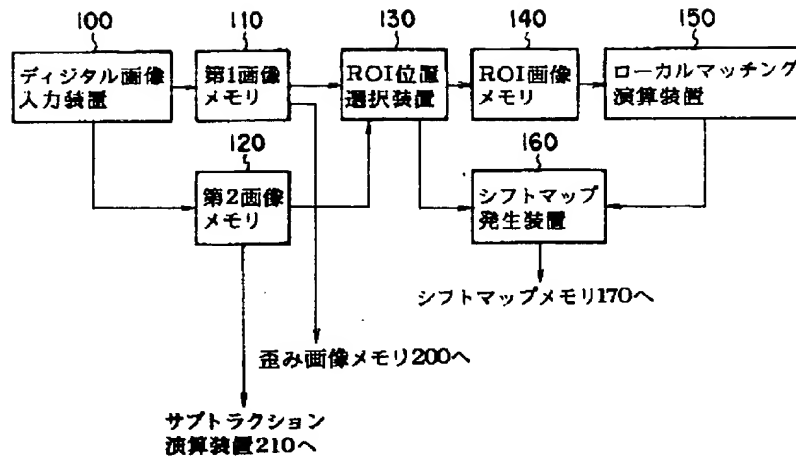 100
110
130
140
150
ディジタル画像
入力装置
第1画像
メモリ
ROI位置
選択装置
ROI画像
メモリ
ローカルマッチング
演算装置
120
160
第2画像
メモリ
シフトマップ
発生装置
シフトマップメモリ170へ
歪み画像メモリ200へ
サブトラクション
演算装置210へ